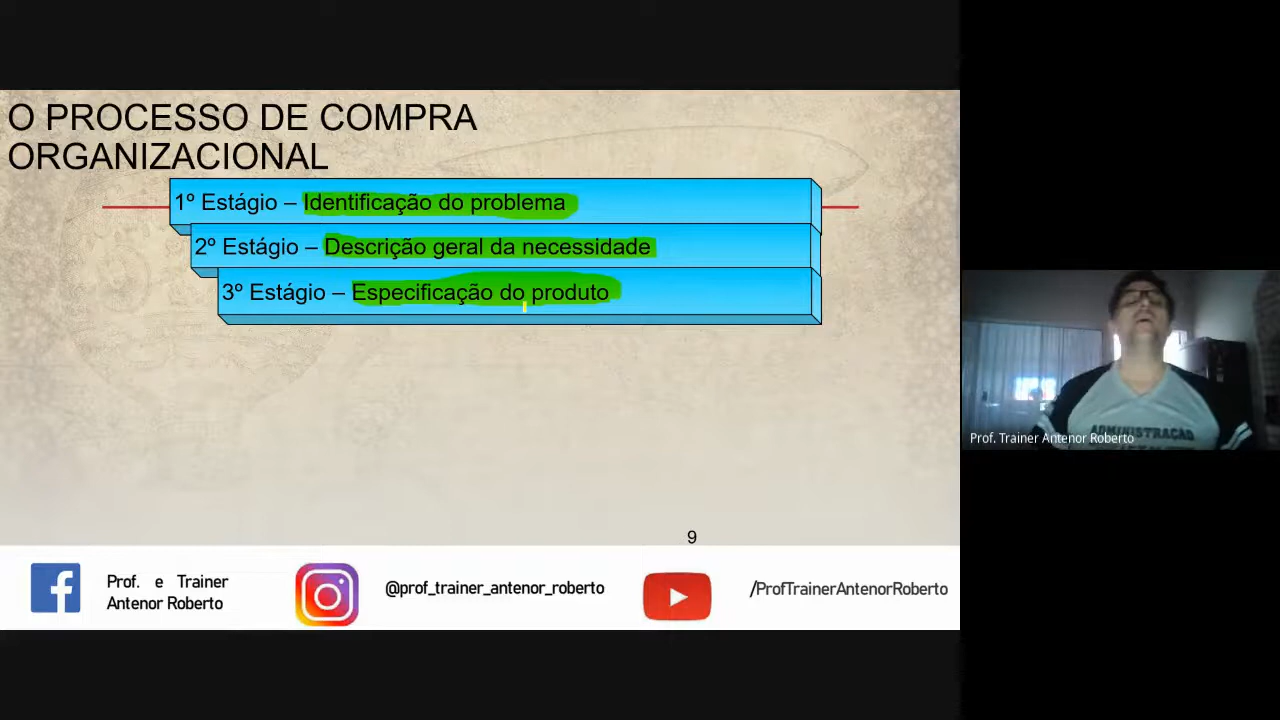 O PROCESSO DE COMPRA
ORGANIZACIONAL
1º Estágio – Identificação do problema
2º Estágio – Descrição geral da necessidade
3º Estágio – Especificação do produto
9
Prof. e Trainer
Antenor Roberto
@prof_trainer_antenor_roberto
/ProfTrainerAntenorRoberto
ADMINISTRAÇÃO
Prof. Trainer Antenor Roberto